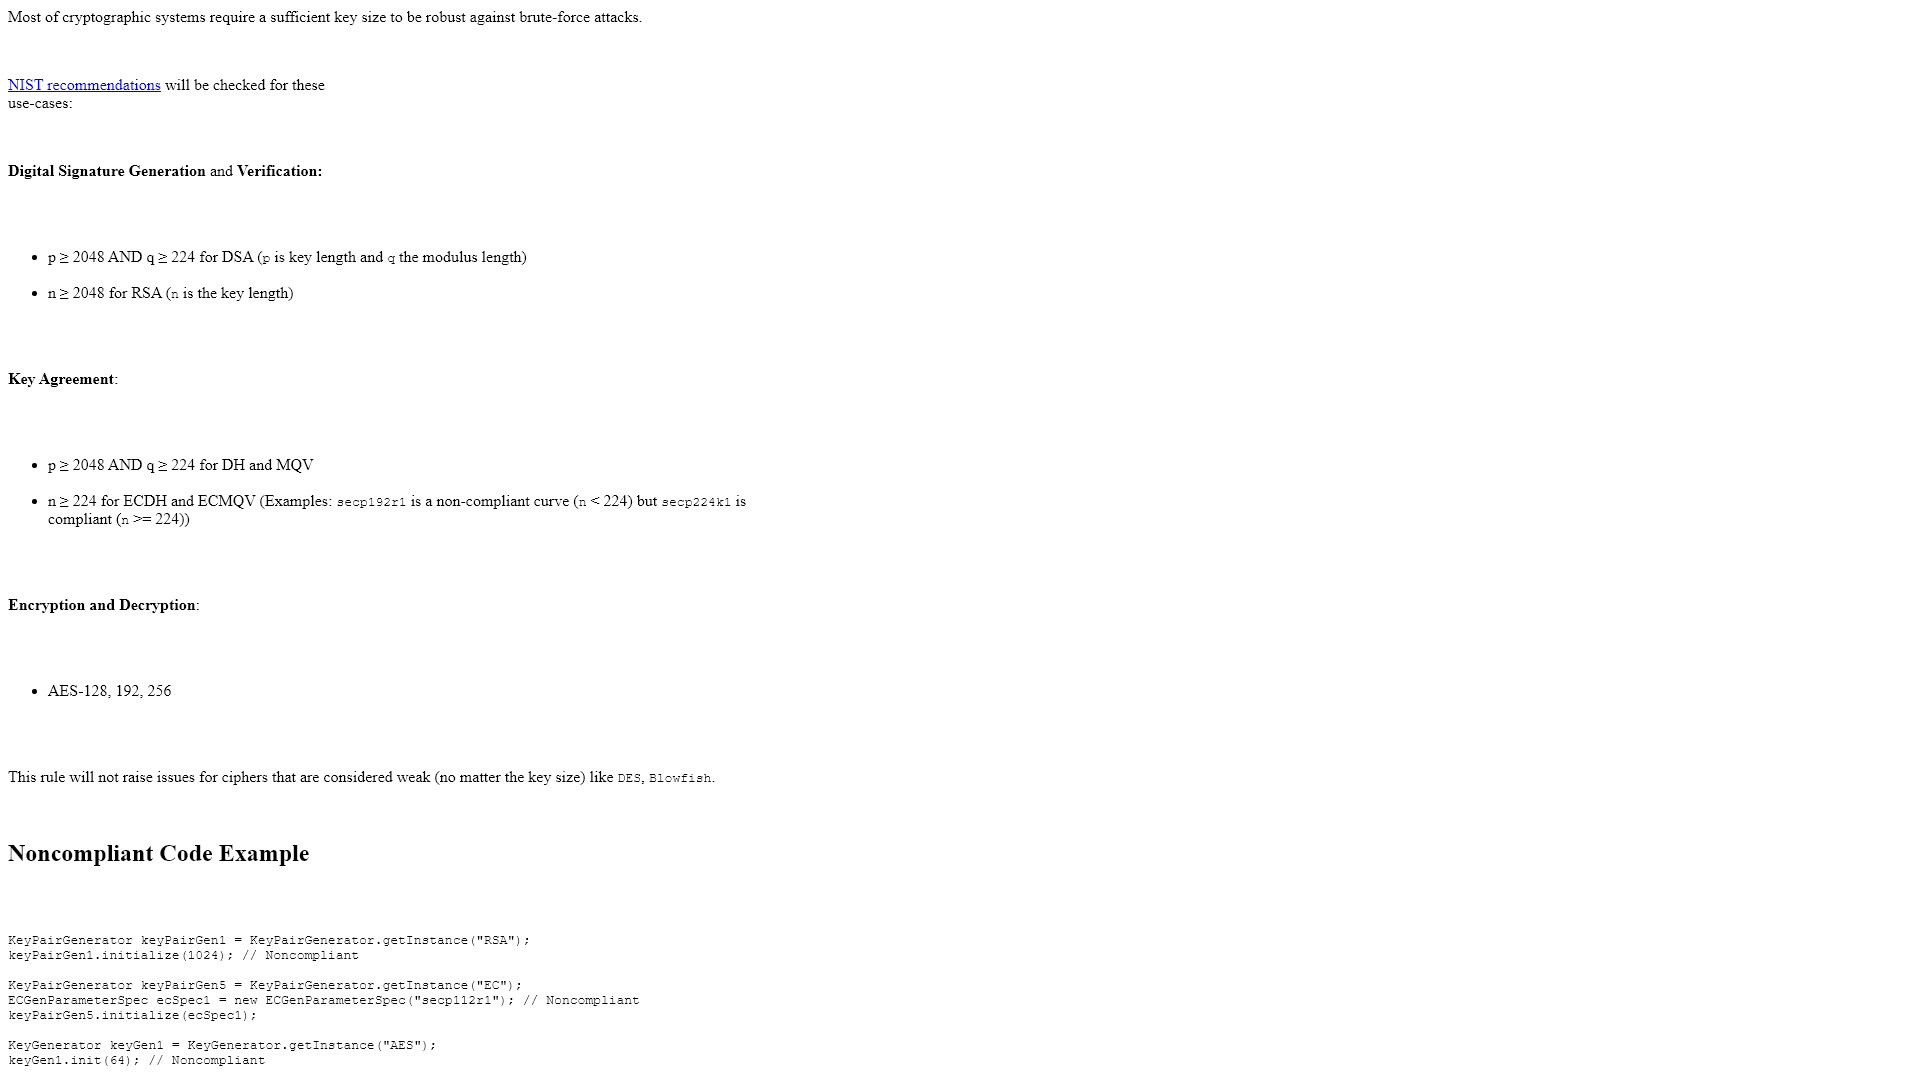 Most of cryptographic systems require a sufficient key size to be robust against brute-force attacks.
NIST recommendations will be checked for these
use-cases:
Digital Signature Generation and Verification:
• p ≥ 2048 AND q ≥ 224 for DSA (p is key length and q the modulus length)
• n ≥ 2048 for RSA (n is the key length)
Key Agreement:
• p ≥ 2048 AND q ≥ 224 for DH and MQV
• n ≥ 224 for ECDH and ECMQV (Examples: secp192r1 is a non-compliant curve (n < 224) but secp224k1 is
compliant (n >= 224))
Encryption and Decryption:
• AES-128, 192, 256
This rule will not raise issues for ciphers that are considered weak (no matter the key size) like DES, Blowfish.
Noncompliant Code Example
KeyPairGenerator keyPairGen1 = KeyPairGenerator.getInstance("RSA");
keyPairGen1.initialize(1024); // Noncompliant
KeyPairGenerator keyPairGen5 = KeyPairGenerator.getInstance("EC");
ECGenParameterSpec ecSpec1 = new ECGenParameterSpec("secp112r1"); // Noncompliant
keyPairGen5.initialize(ecSpec1);
KeyGenerator keyGen1 = KeyGenerator.getInstance("AES");
keyGen1.init(64); // Noncompliant